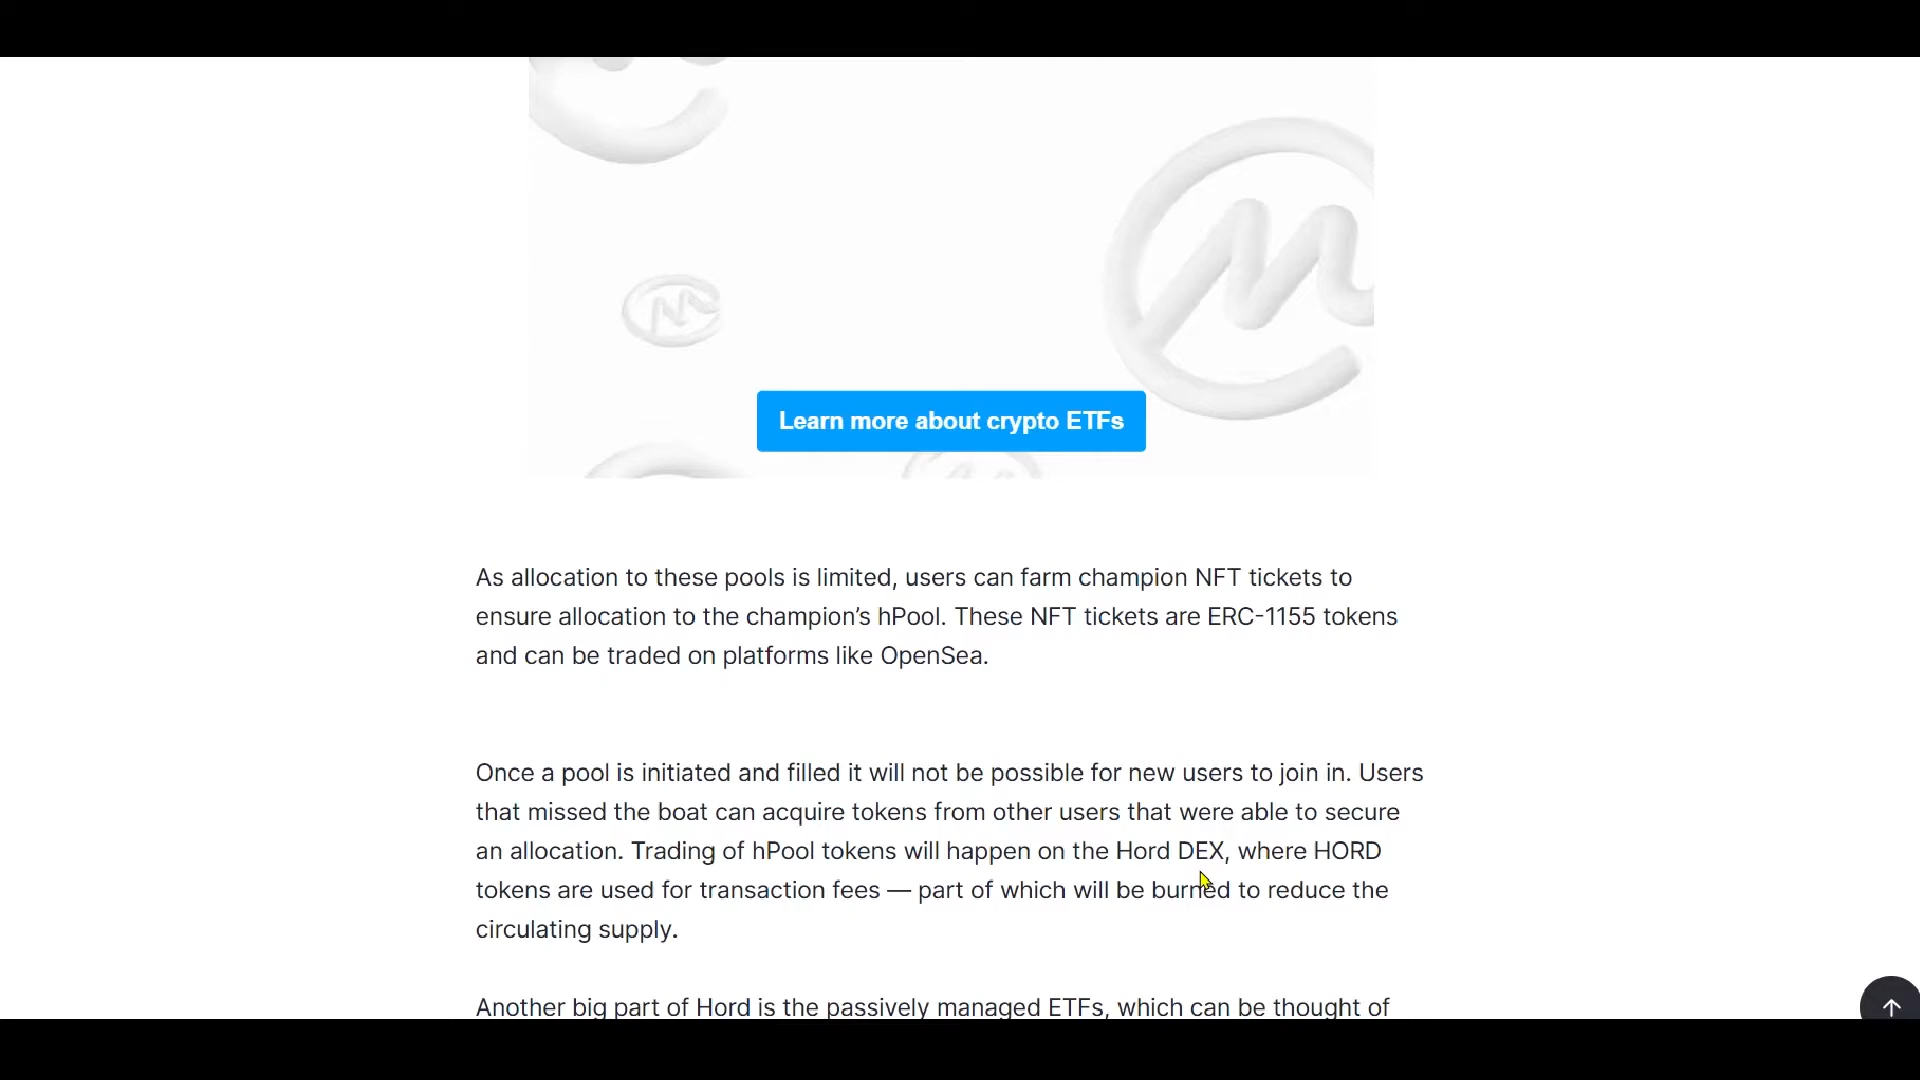 Learn more about crypto ETFs
As allocation to these pools is limited, users can farm champion NFT tickets to
ensure allocation to the champion’s hPool. These NFT tickets are ERC-1155 tokens
and can be traded on platforms like OpenSea.
Once a pool is initiated and filled it will not be possible for new users to join in. Users
that missed the boat can acquire tokens from other users that were able to secure
an allocation. Trading of hPool tokens will happen on the Hord DEX, where HORD
tokens are used for transaction fees — part of which will be burned to reduce the
circulating supply.
Another big part of Hord is the passively managed ETFs, which can be thought of